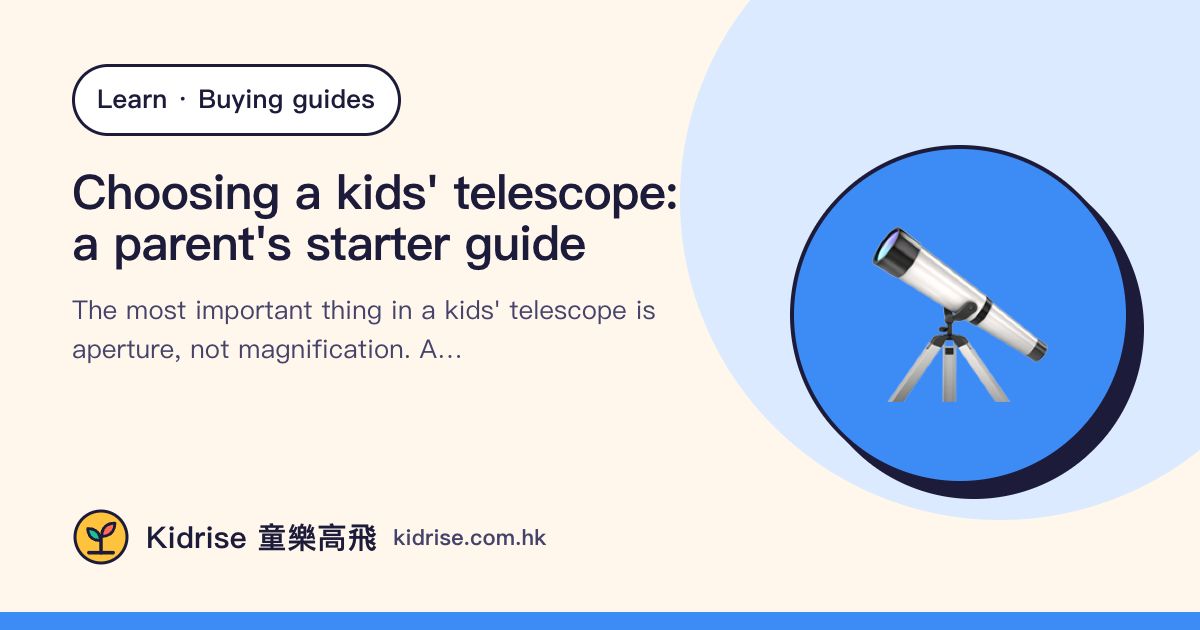 Learn · Buying guides
Choosing a kids' telescope:
a parent's starter guide
The most important thing in a kids' telescope is
aperture, not magnification. A…
Kidrise 童樂高飛 kidrise.com.hk